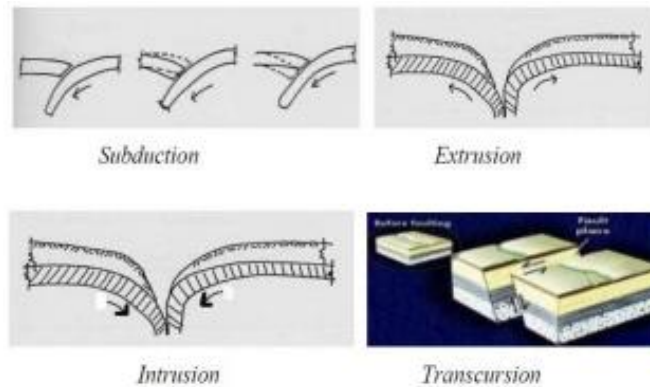 Subduction
Extrusion
Before faulting
Fault
plane
Intrusion
Transcursion